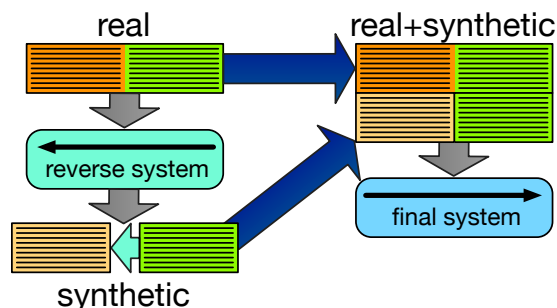 real
real+synthetic
reverse system
final system
synthetic